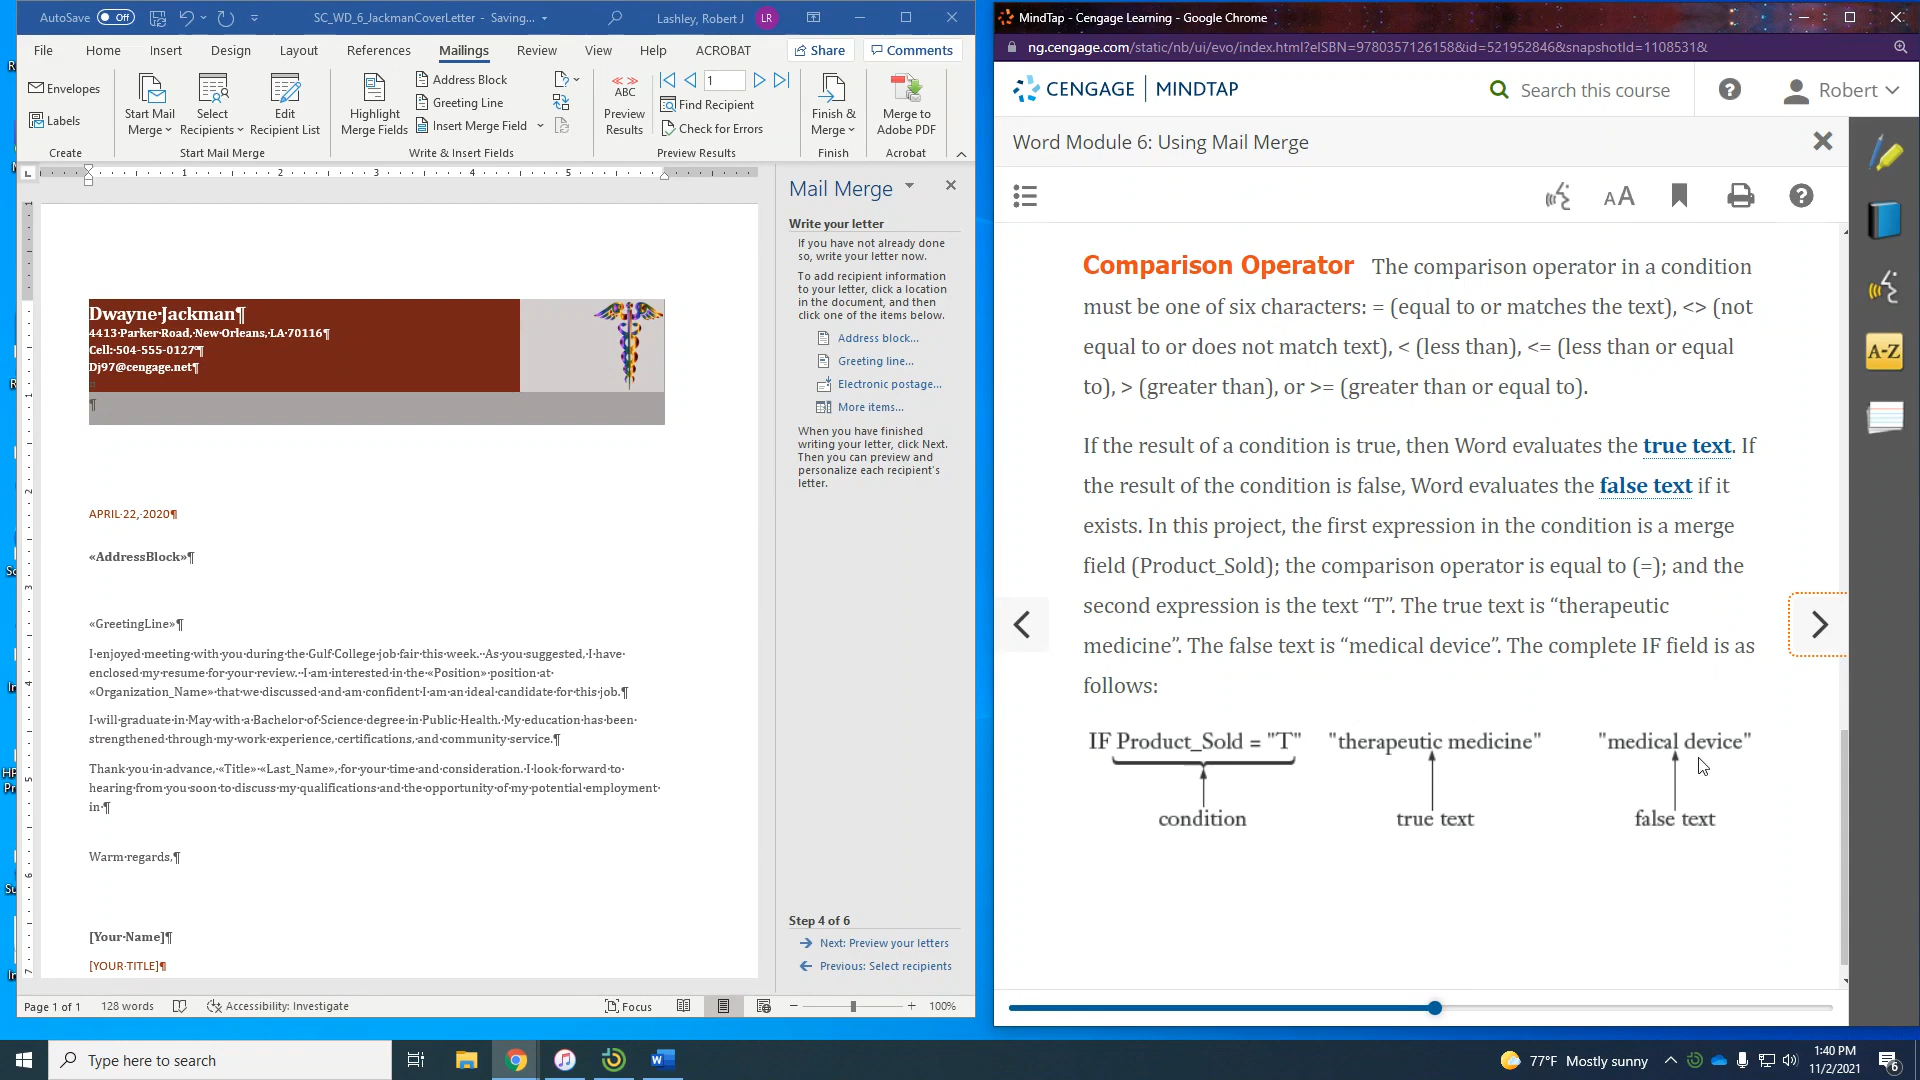 AutoSave Off SC_WD_6_JackmanCoverLetter - Saving... Lashley, Robert J LR
File Home Insert Design Layout References Mailings Review View Help ACROBAT Share Comments
Envelopes
Labels
Create
Start Mail Merge
Select Recipients
Edit Recipient List
Start Mail Merge
Highlight Merge Fields
Address Block
Greeting Line
Insert Merge Field
Write & Insert Fields
ABC
Preview Results
1
Find Recipient
Check for Errors
Preview Results
Finish & Merge
Finish
Merge to Adobe PDF
Acrobat
Dwayne·Jackman¶
4413·Parker·Road,·New·Orleans,·LA·70116¶
Cell:·504-555-0127¶
Dj97@cengage.net¶
¶
APRIL·22,·2020¶
«AddressBlock»¶
«GreetingLine»¶
I·enjoyed·meeting·with·you·during·the·Gulf·College·job·fair·this·week.··As·you·suggested,·I·have·
enclosed·my·resume·for·your·review.··I·am·interested·in·the·«Position»·position·at·
«Organization_Name»·that·we·discussed·and·am·confident·I·am·an·ideal·candidate·for·this·job.¶
I·will·graduate·in·May·with·a·Bachelor·of·Science·degree·in·Public·Health.·My·education·has·been·
strengthened·through·my·work·experience,·certifications,·and·community·service.¶
Thank·you·in·advance,·«Title»·«Last_Name»,·for·your·time·and·consideration.·I·look·forward·to·
hearing·from·you·soon·to·discuss·my·qualifications·and·the·opportunity·of·my·potential·employment·
in·¶
Warm·regards,¶
[Your·Name]¶
[YOUR·TITLE]¶
Mail Merge
Write your letter
If you have not already done
so, write your letter now.
To add recipient information
to your letter, click a location
in the document, and then
click one of the items below.
Address block...
Greeting line...
Electronic postage...
More items...
When you have finished
writing your letter, click Next.
Then you can preview and
personalize each recipient's
letter.
Step 4 of 6
Next: Preview your letters
Previous: Select recipients
Page 1 of 1 128 words Accessibility: Investigate Focus 100%
MindTap - Cengage Learning - Google Chrome
ng.cengage.com/static/nb/ui/evo/index.html?eISBN=9780357126158&id=521952846&snapshotId=1108531&
CENGAGE | MINDTAP Search this course Robert
Word Module 6: Using Mail Merge
AA
A-Z
Comparison Operator The comparison operator in a condition
must be one of six characters: = (equal to or matches the text), <> (not
equal to or does not match text), < (less than), <= (less than or equal
to), > (greater than), or >= (greater than or equal to).
If the result of a condition is true, then Word evaluates the true text. If
the result of the condition is false, Word evaluates the false text if it
exists. In this project, the first expression in the condition is a merge
field (Product_Sold); the comparison operator is equal to (=); and the
second expression is the text “T”. The true text is “therapeutic
medicine”. The false text is “medical device”. The complete IF field is as
follows:
IF Product_Sold = "T" "therapeutic medicine" "medical device"
condition true text false text
Type here to search
77°F Mostly sunny
1:40 PM
11/2/2021
6